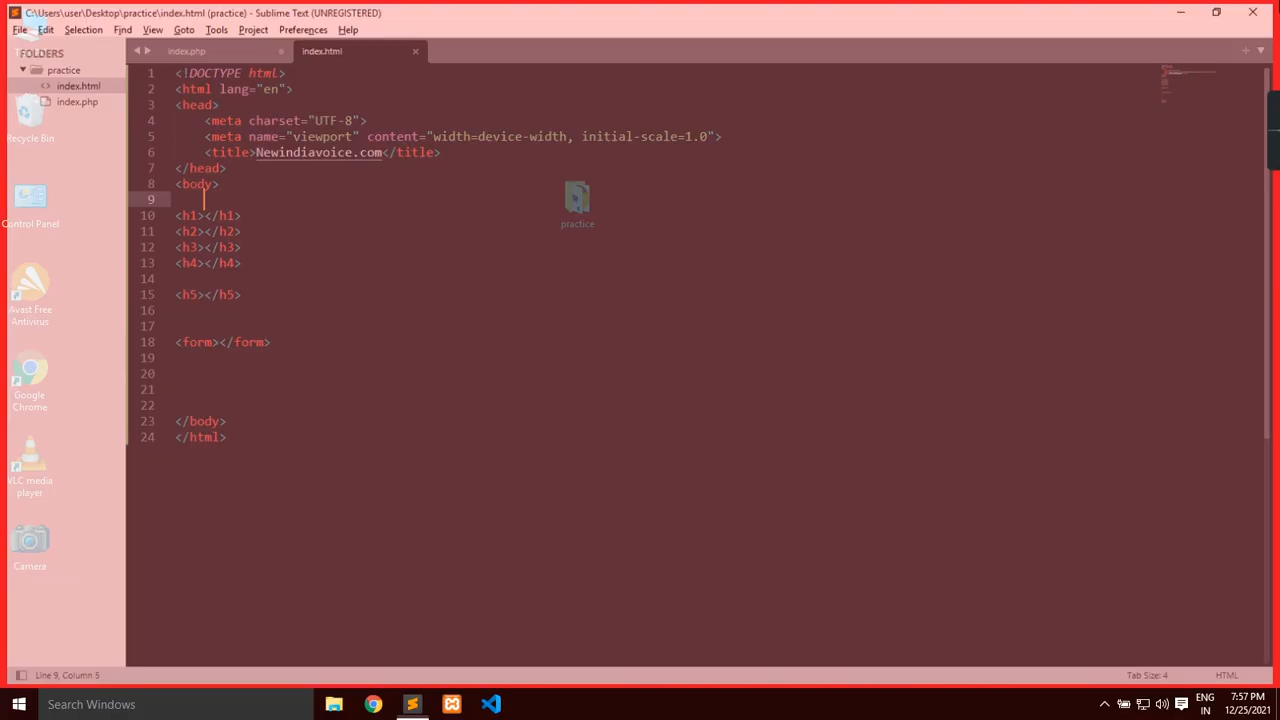 C:\Users\user\Desktop\practice\index.html (practice) - Sublime Text (UNREGISTERED)
File Edit Selection Find View Goto Tools Project Preferences Help
FOLDERS
practice
index.html
index.php
Recycle Bin
Control Panel
Avast Free
Antivirus
Google
Chrome
VLC media
player
Camera
index.php
index.html
1 <!DOCTYPE html>
2 <html lang="en">
3 <head>
4 <meta charset="UTF-8">
5 <meta name="viewport" content="width=device-width, initial-scale=1.0">
6 <title>Newindiavoice.com</title>
7 </head>
8 <body>
9
10 <h1></h1>
11 <h2></h2>
12 <h3></h3>
13 <h4></h4>
14
15 <h5></h5>
16
17
18 <form></form>
19
20
21
22
23 </body>
24 </html>
practice
Line 9, Column 5
Tab Size: 4
HTML
Search Windows
ENG
IN
7:57 PM
12/25/2021